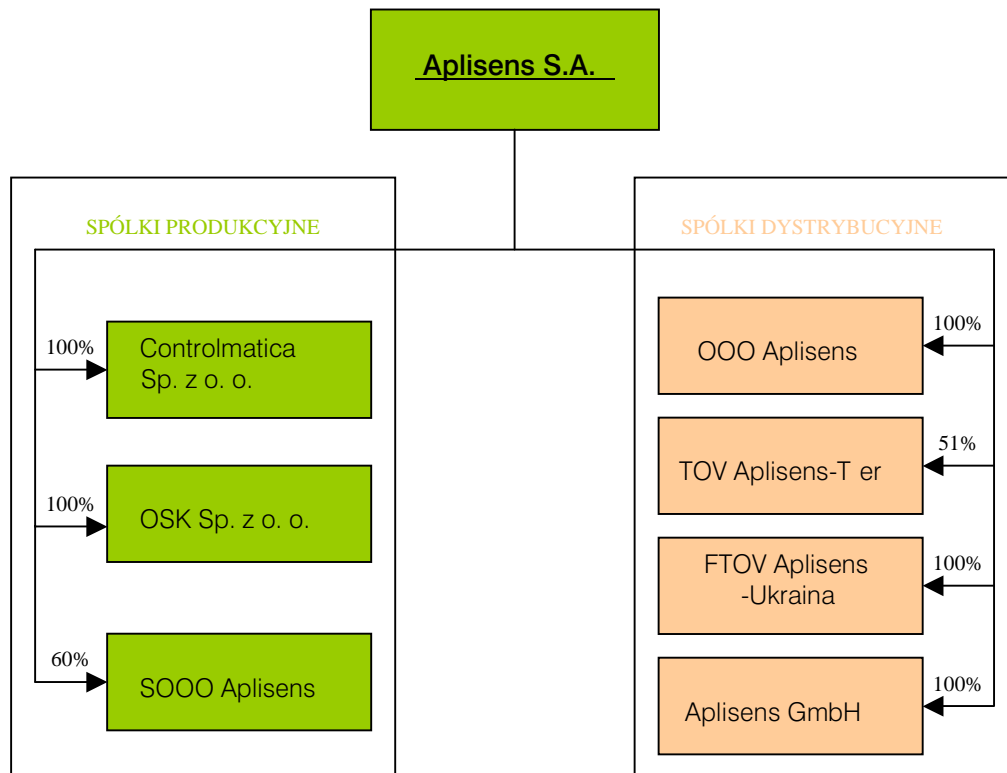 Aplisens S.A.
SPÓLKI PRODUKCYJNE
100%
Controlmatica
Sp. z o. o.
100%
OSK Sp. z o. o.
60%
SOOO Aplisens
SPÓLKI DYSTRYBUCYJNE
OOO Aplisens
100%
TOV Aplisens-T er
51%
FTOV Aplisens
-Ukraina
100%
Aplisens GmbH
100%